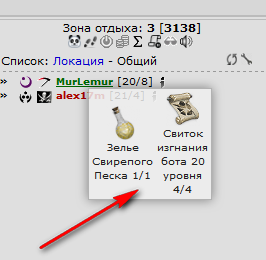 Зона отдыха: 3 [3138]
Список: Локация - Общий
» MurLemur [20/8]
» alex1 m [21/4]
Зелье Свиток
Свирепого изгнания
Песка 1/1 бота 20
уровня
4/4